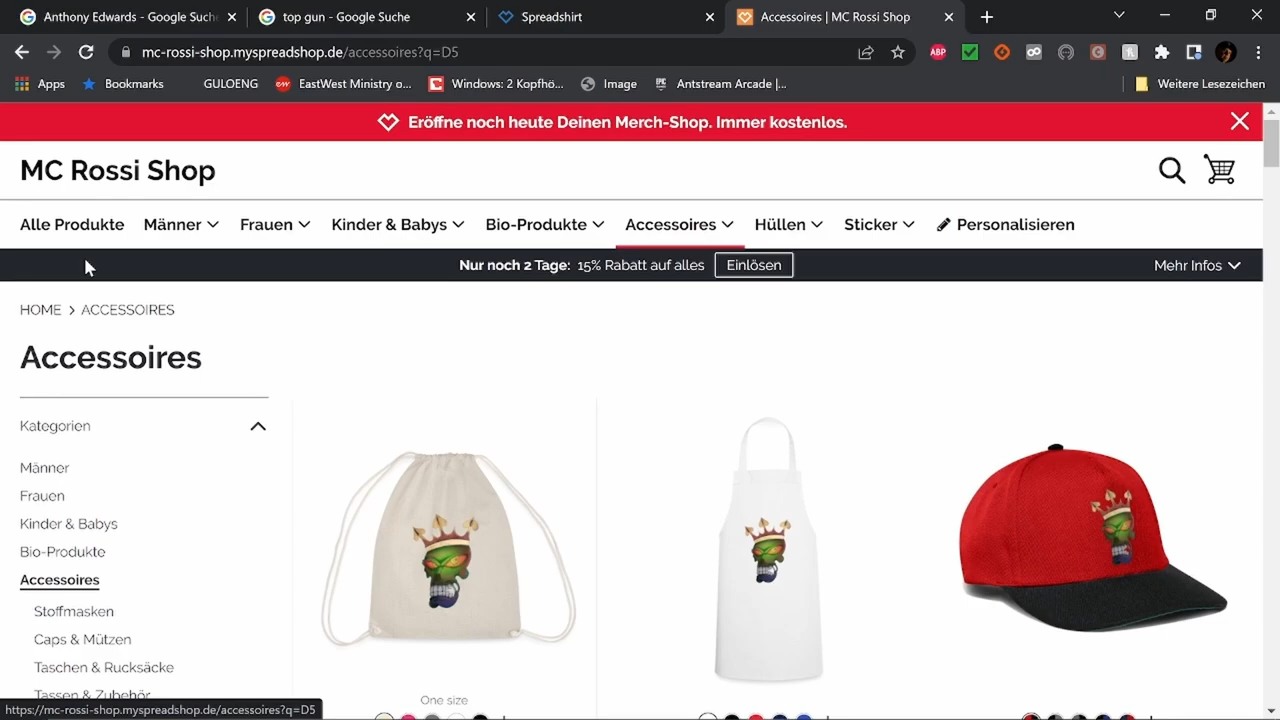 Anthony Edwards - Google Suche
top gun - Google Suche
Spreadshirt
Accessoires | MC Rossi Shop
mc-rossi-shop.myspreadshop.de/accessoires?q=D5
ABP
Apps
Bookmarks
GULOENG
EastWest Ministry o...
Windows: 2 Kopfhö...
Image
Antstream Arcade |...
Weitere Lesezeichen
Eröffne noch heute Deinen Merch-Shop. Immer kostenlos.
MC Rossi Shop
Alle Produkte
Männer
Frauen
Kinder & Babys
Bio-Produkte
Accessoires
Hüllen
Sticker
Personalisieren
Nur noch 2 Tage: 15% Rabatt auf alles
Einlösen
Mehr Infos
HOME > ACCESSOIRES
Accessoires
Kategorien
Männer
Frauen
Kinder & Babys
Bio-Produkte
Accessoires
Stoffmasken
Caps & Mützen
Taschen & Rucksäcke
Tassen & Zubehör
One size
https://mc-rossi-shop.myspreadshop.de/accessoires?q=D5